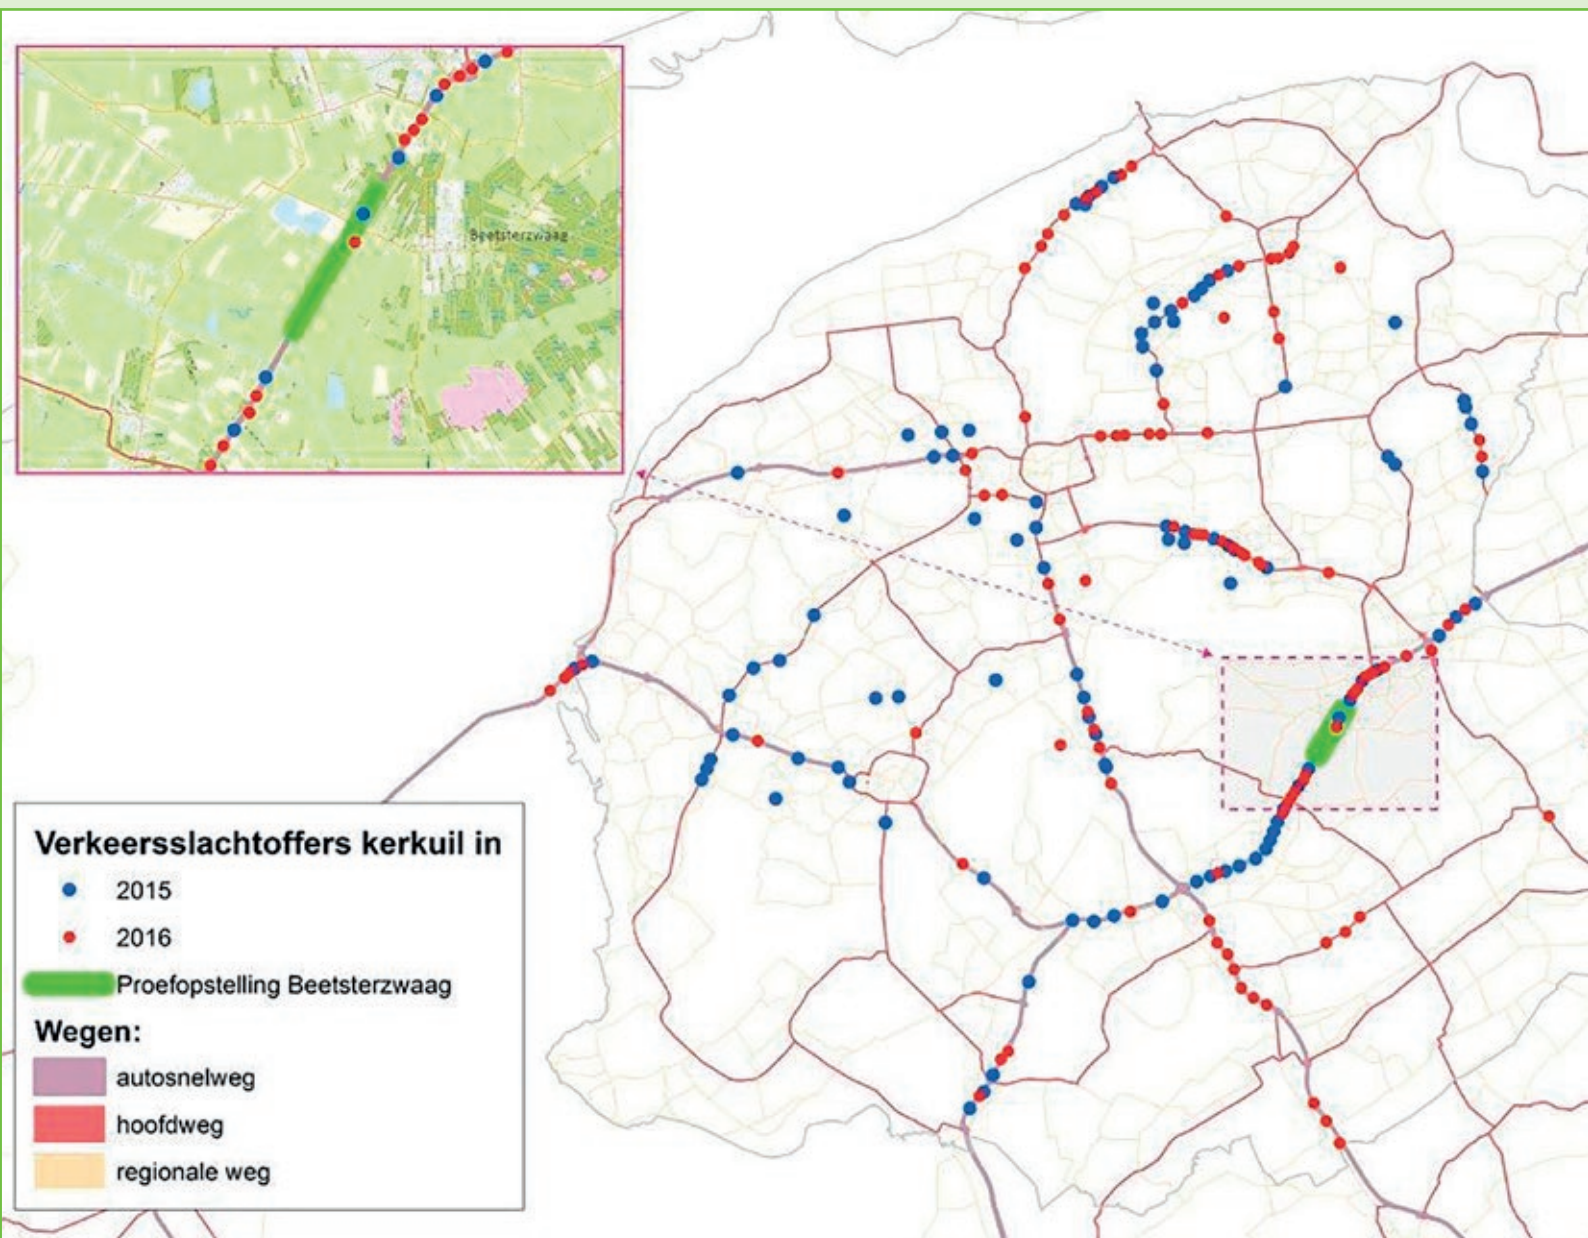 Beetsterzwaag
Verkeersslachtoffers kerkuil in
2015
2016
Proefopstelling Beetsterzwaag
Wegen:
autosnelweg
hoofdweg
regionale weg